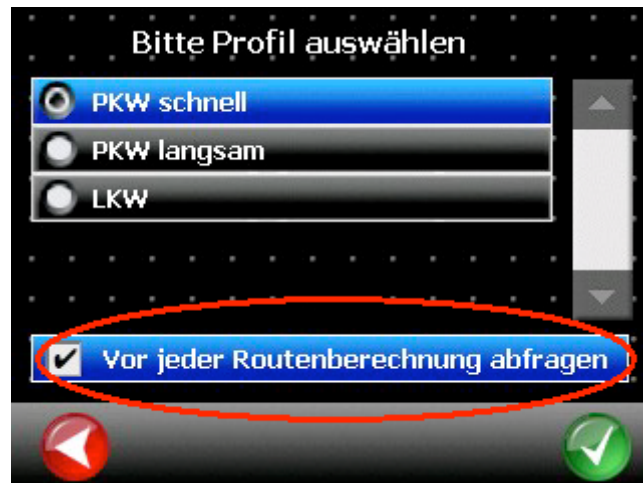 Bitte Profil auswählen
PKW schnell
PKW langsam
LKW
Vor jeder Routenberechnung abfragen